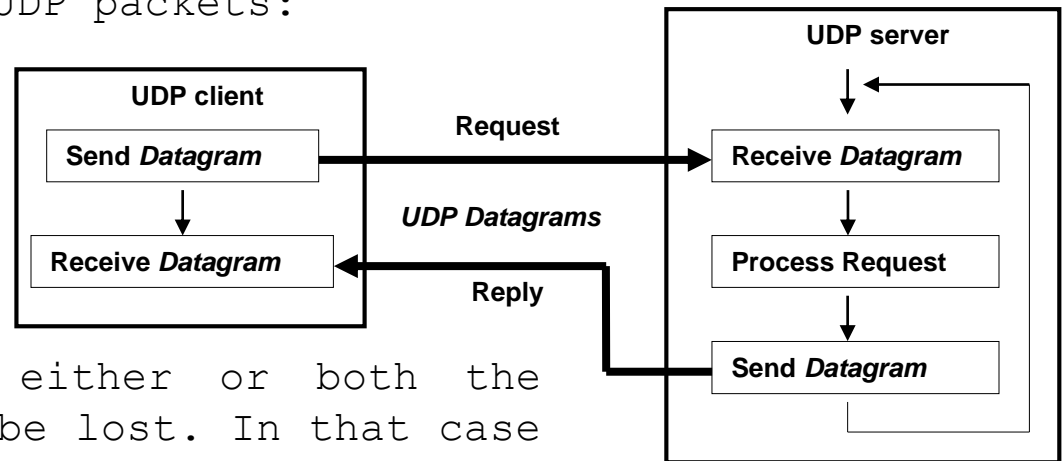 UDP packets:
UDP server
UDP client
Request
Send Datagram
Receive Datagram
UDP Datagrams
Receive Datagram
Process Request
Reply
Send Datagram
either or both the
be lost. In that case